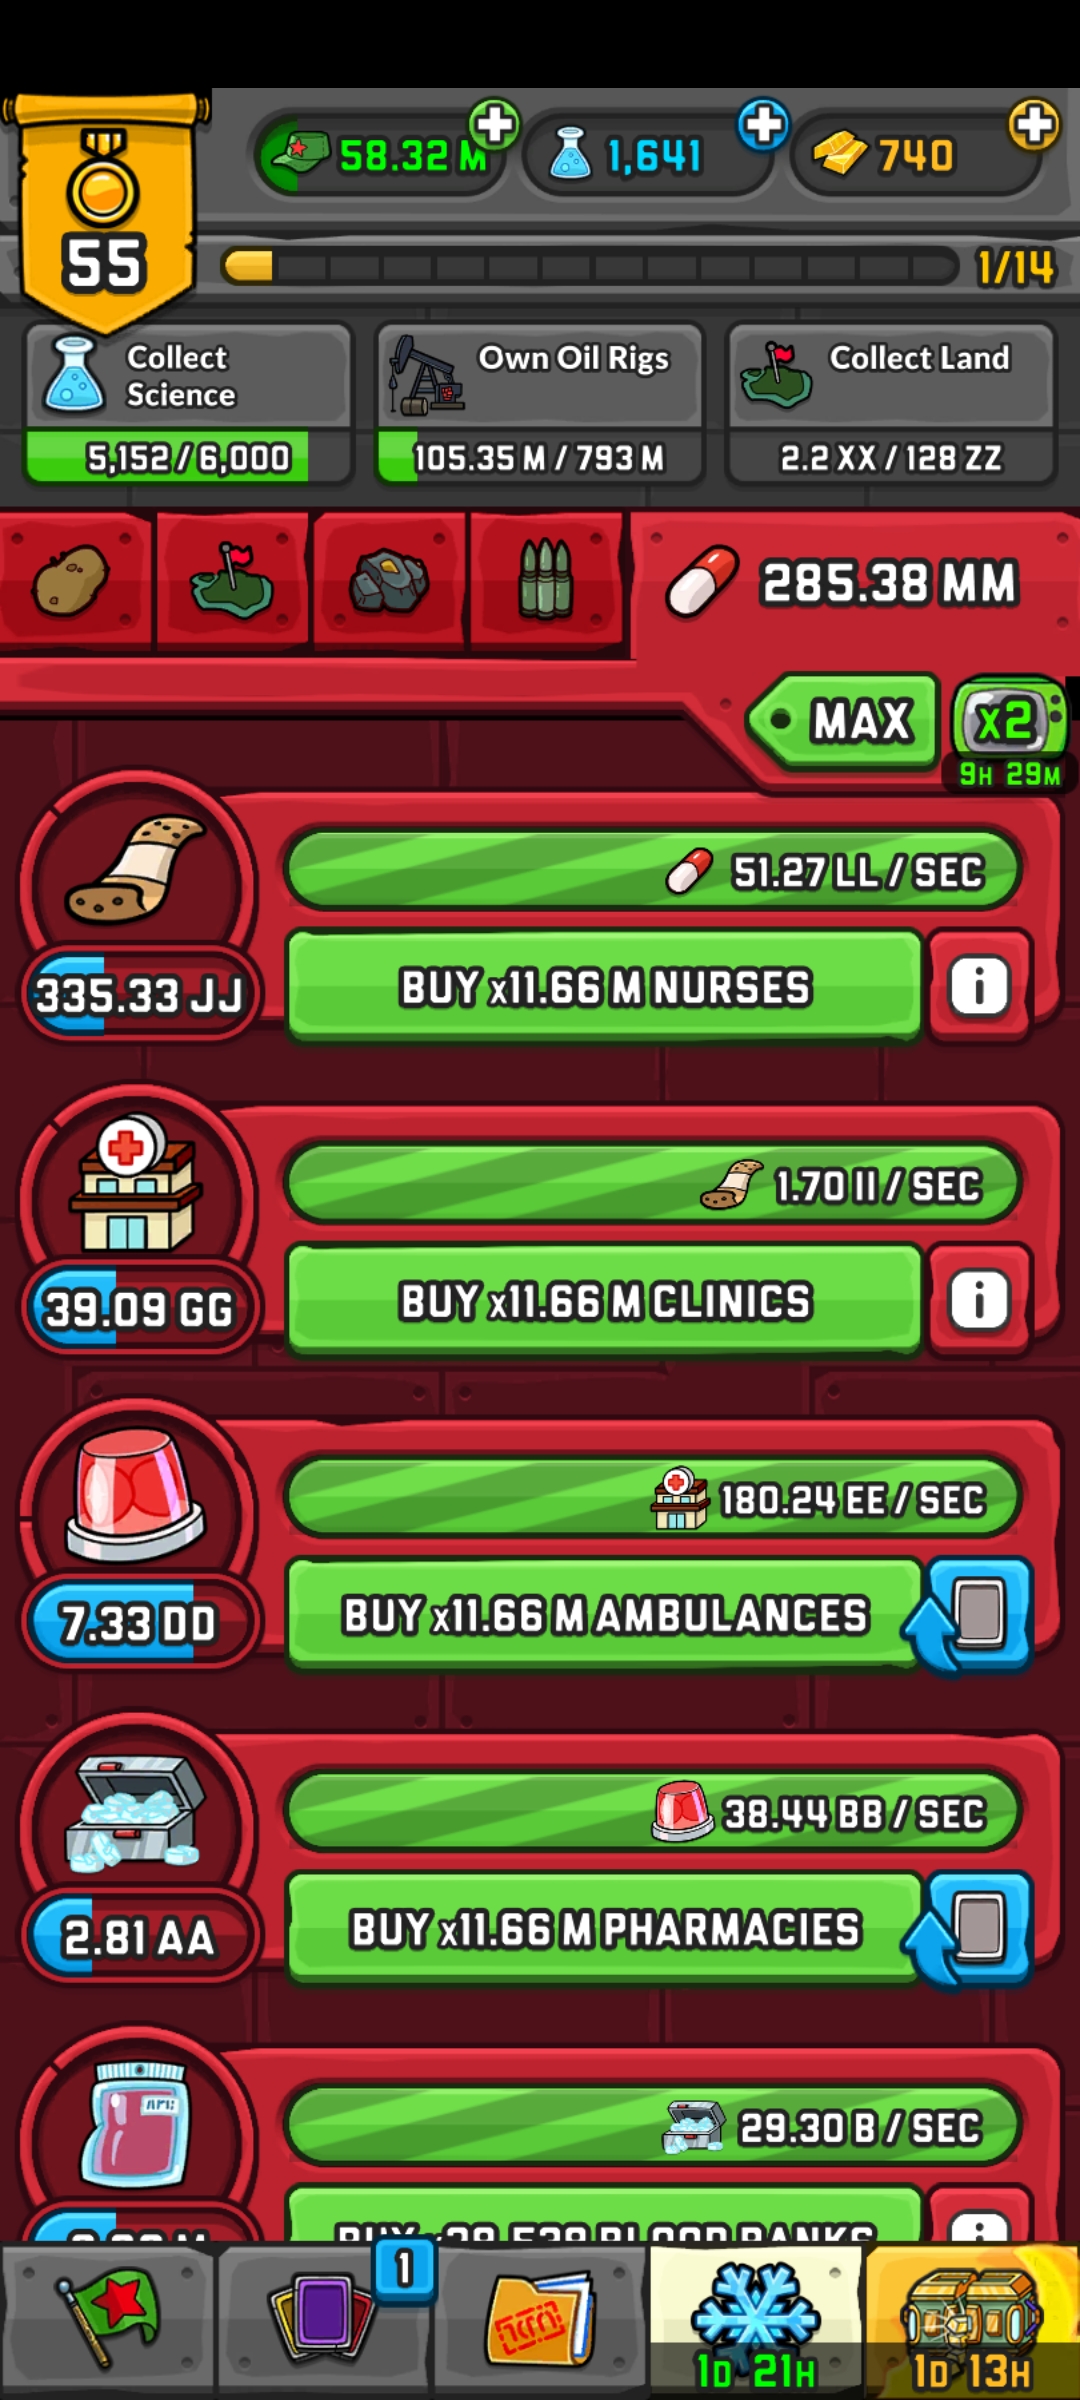 58.32 M
1,641
740
55
1/14
Collect Science
5,152 / 6,000
Own Oil Rigs
105.35 M / 793 M
Collect Land
2.2 XX / 128 ZZ
285.38 MM
MAX
x2
9H 29M
51.27 LL / SEC
335.33 JJ
BUY x11.66 M NURSES
i
1.70 II / SEC
39.09 GG
BUY x11.66 M CLINICS
i
180.24 EE / SEC
7.33 DD
BUY x11.66 M AMBULANCES
38.44 BB / SEC
2.81 AA
BUY x11.66 M PHARMACIES
29.30 B / SEC
BLOOD BANKS
i
1
1D 21H
1D 13H